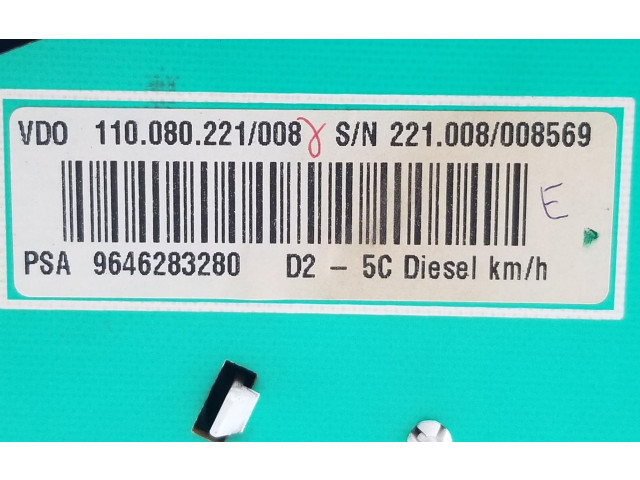 VDO 110.080.221/008 S/N 221.008/008569
E
PSA 9646283280 D2 - 5C Diesel km/h